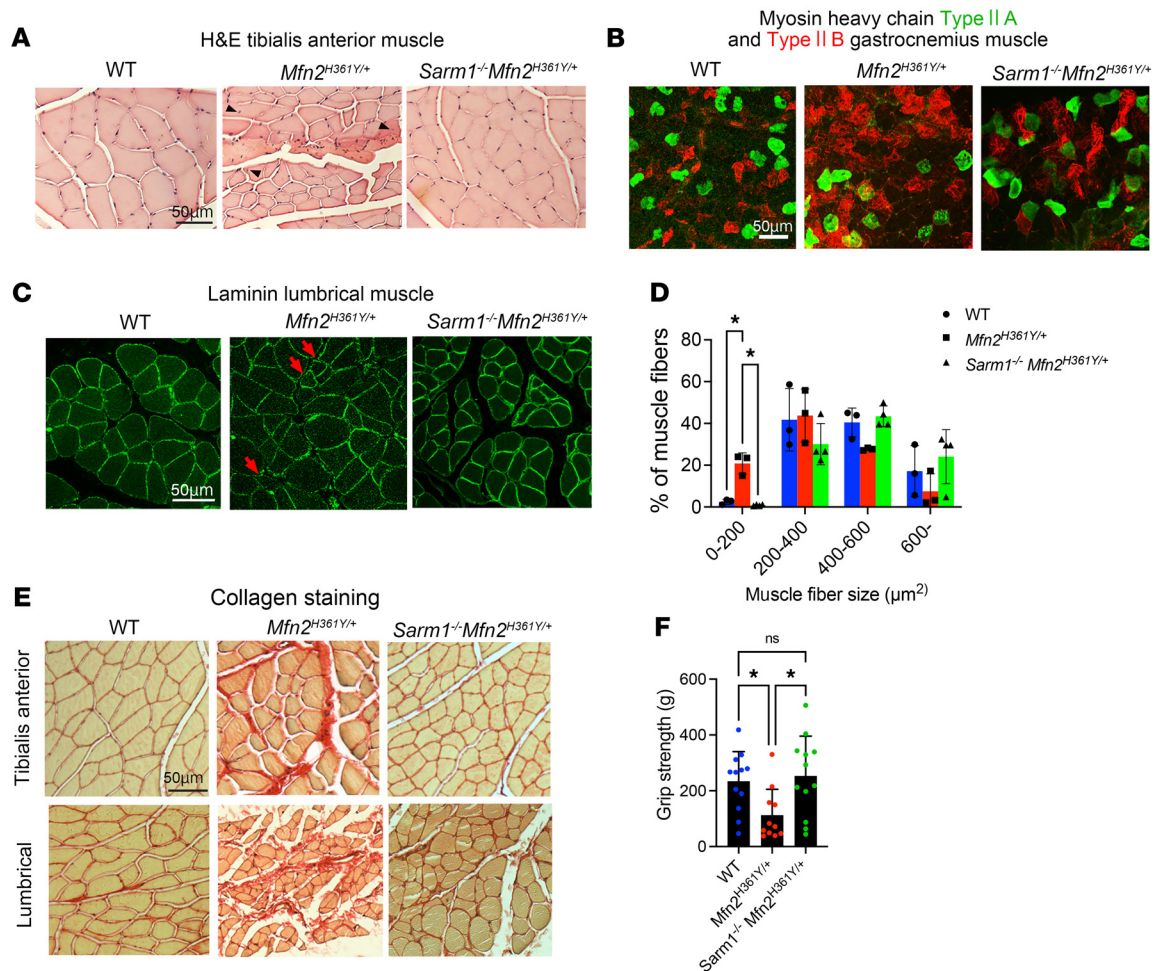 A
H&E tibialis anterior muscle
WT
Mfn2H361Y/+
Sarm1-/-Mfn2H361Y/+
50µm
B
Myosin heavy chain Type II A
and Type II B gastrocnemius muscle
WT
Mfn2H361Y/+
Sarm1-/-Mfn2H361Y/+
50µm
C
Laminin lumbrical muscle
WT
Mfn2H361Y/+
Sarm1-/-Mfn2H361Y/+
50µm
D
WT
Mfn2H361Y/+
Sarm1-/- Mfn2H361Y/+
* *
% of muscle fibers
80
60
40
20
0
0-200
200-400
400-600
600-
Muscle fiber size (µm2)
E
Collagen staining
WT
Mfn2H361Y/+
Sarm1-/-Mfn2H361Y/+
Tibialis anterior
50µm
Lumbrical
F
ns
* *
Grip strength (g)
600
400
200
0
WT
Mfn2H361Y/+
Sarm1-/- Mfn2H361Y/+